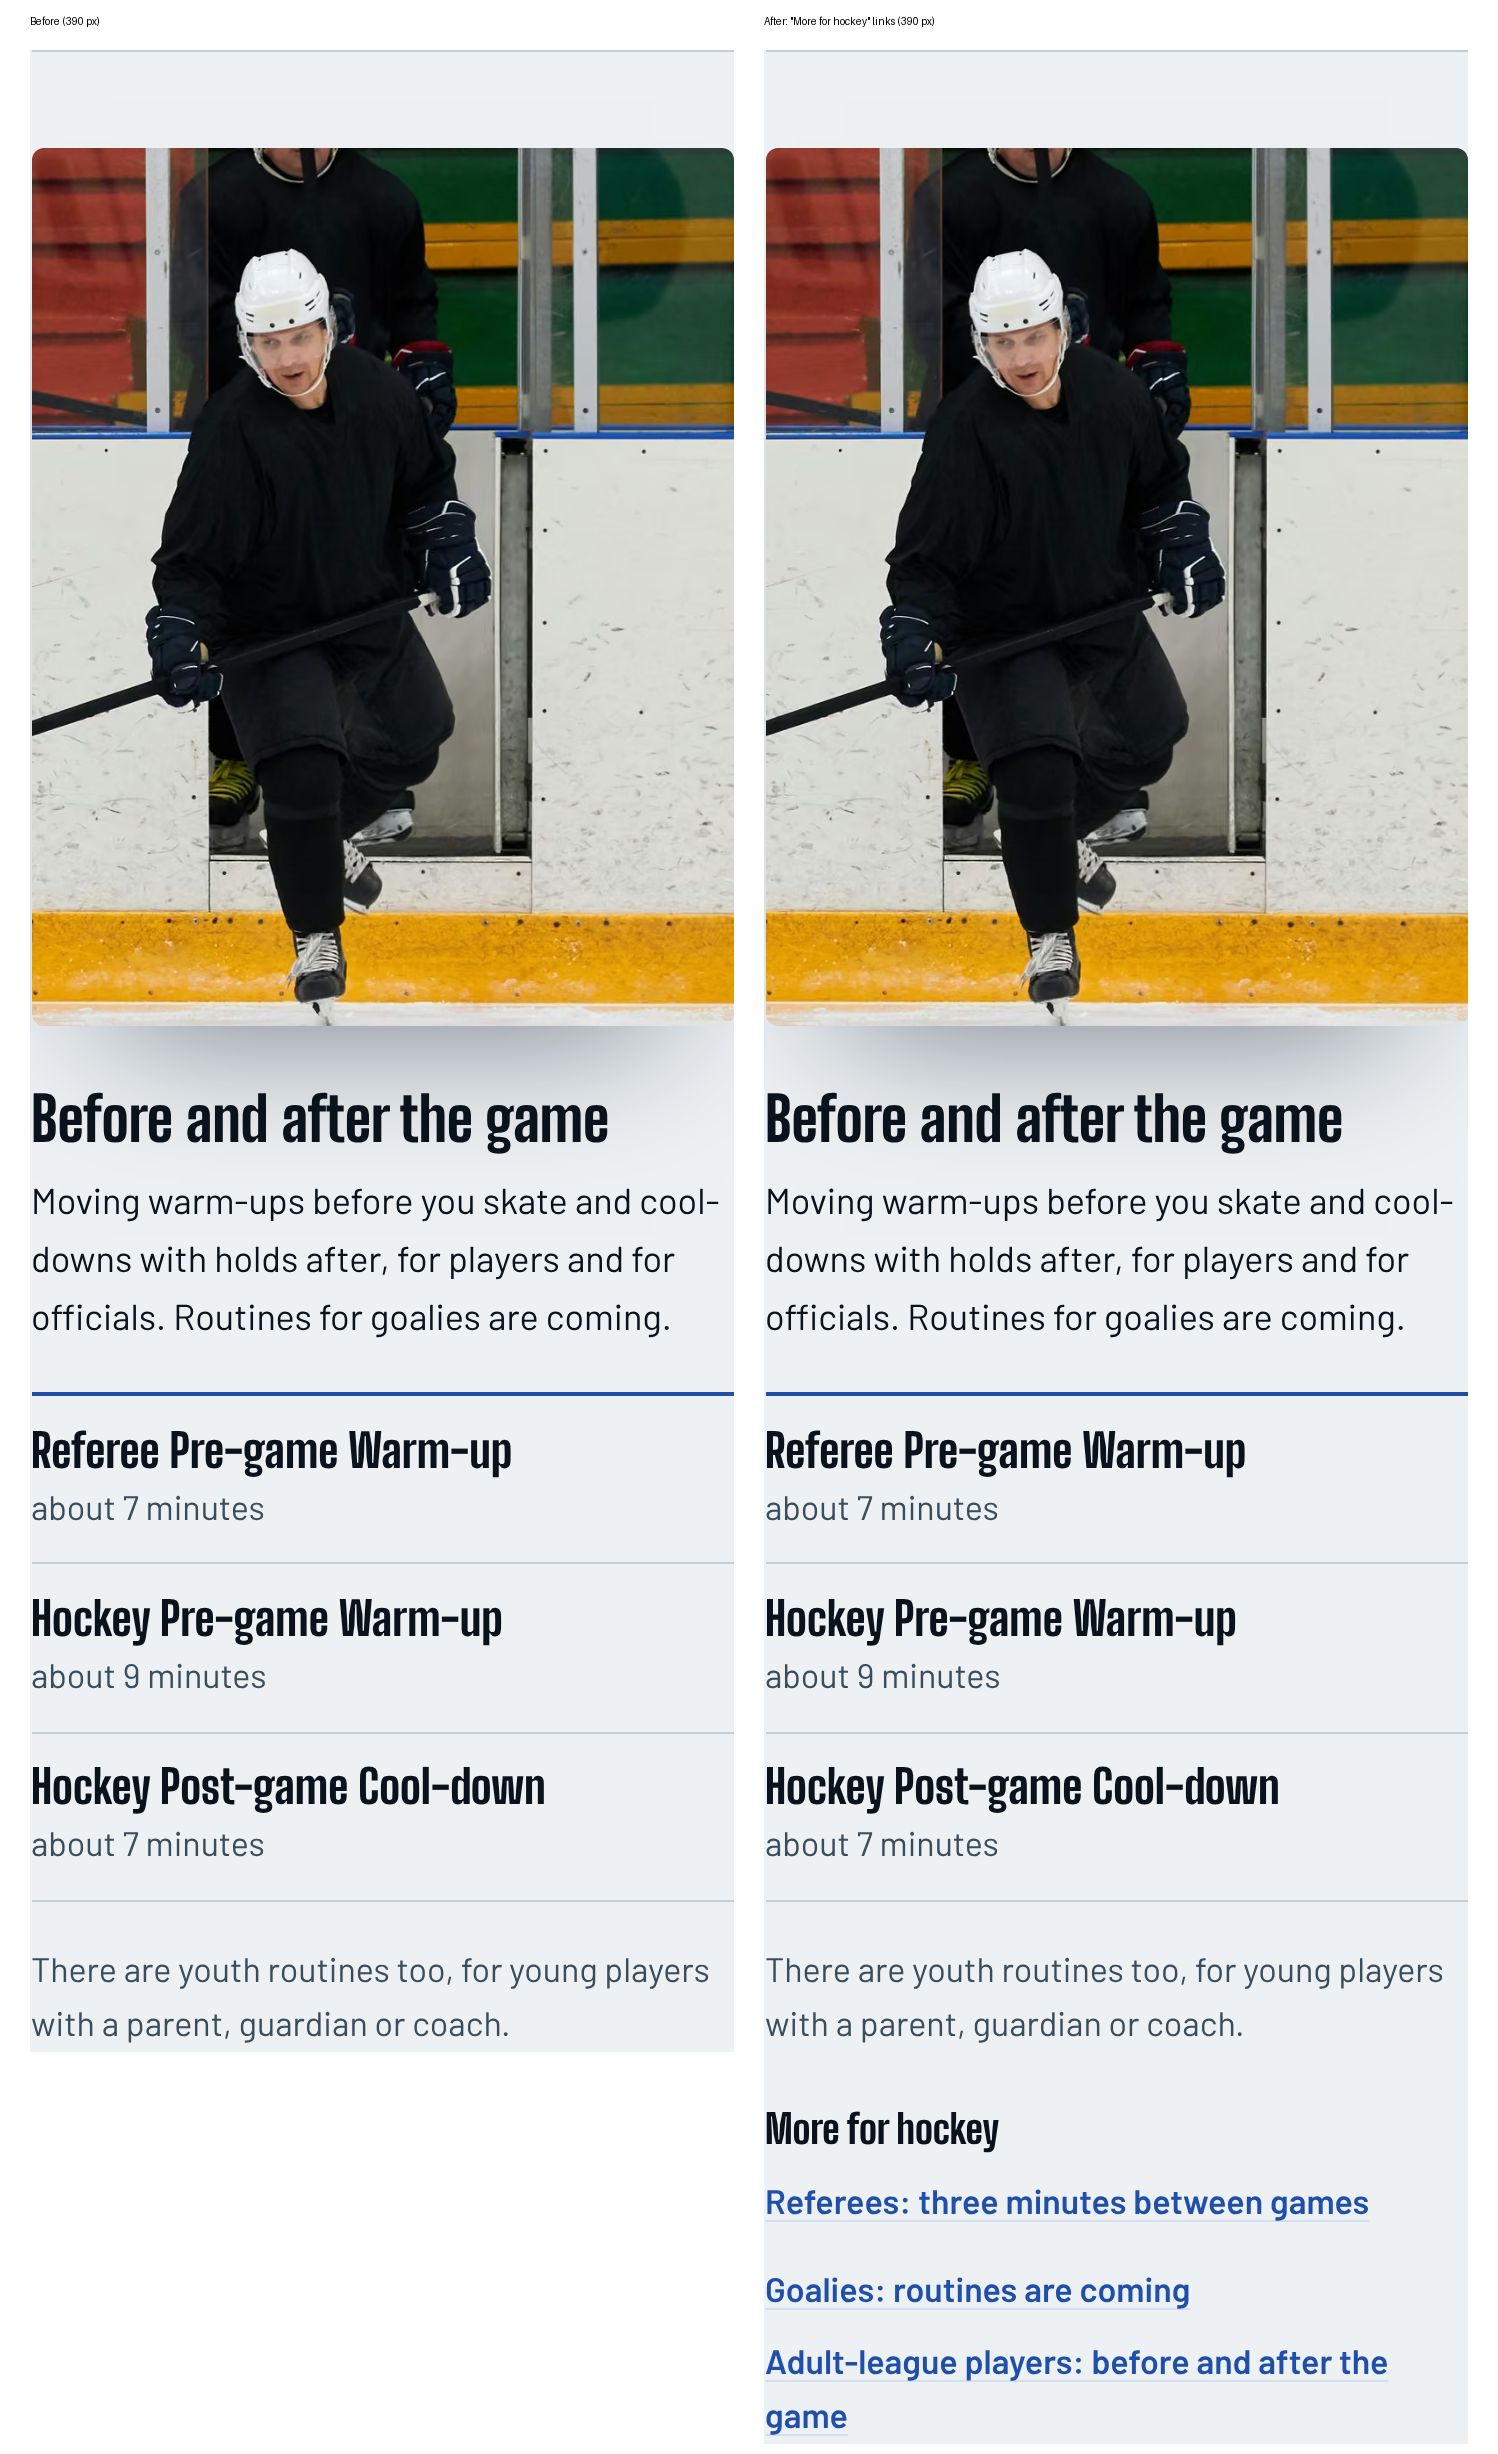 Before (390 px)
Before and after the game
Moving warm-ups before you skate and cool-
downs with holds after, for players and for
officials. Routines for goalies are coming.
Referee Pre-game Warm-up
about 7 minutes
Hockey Pre-game Warm-up
about 9 minutes
Hockey Post-game Cool-down
about 7 minutes
There are youth routines too, for young players
with a parent, guardian or coach.
After: "More for hockey" links (390 px)
Before and after the game
Moving warm-ups before you skate and cool-
downs with holds after, for players and for
officials. Routines for goalies are coming.
Referee Pre-game Warm-up
about 7 minutes
Hockey Pre-game Warm-up
about 9 minutes
Hockey Post-game Cool-down
about 7 minutes
There are youth routines too, for young players
with a parent, guardian or coach.
More for hockey
Referees: three minutes between games
Goalies: routines are coming
Adult-league players: before and after the
game